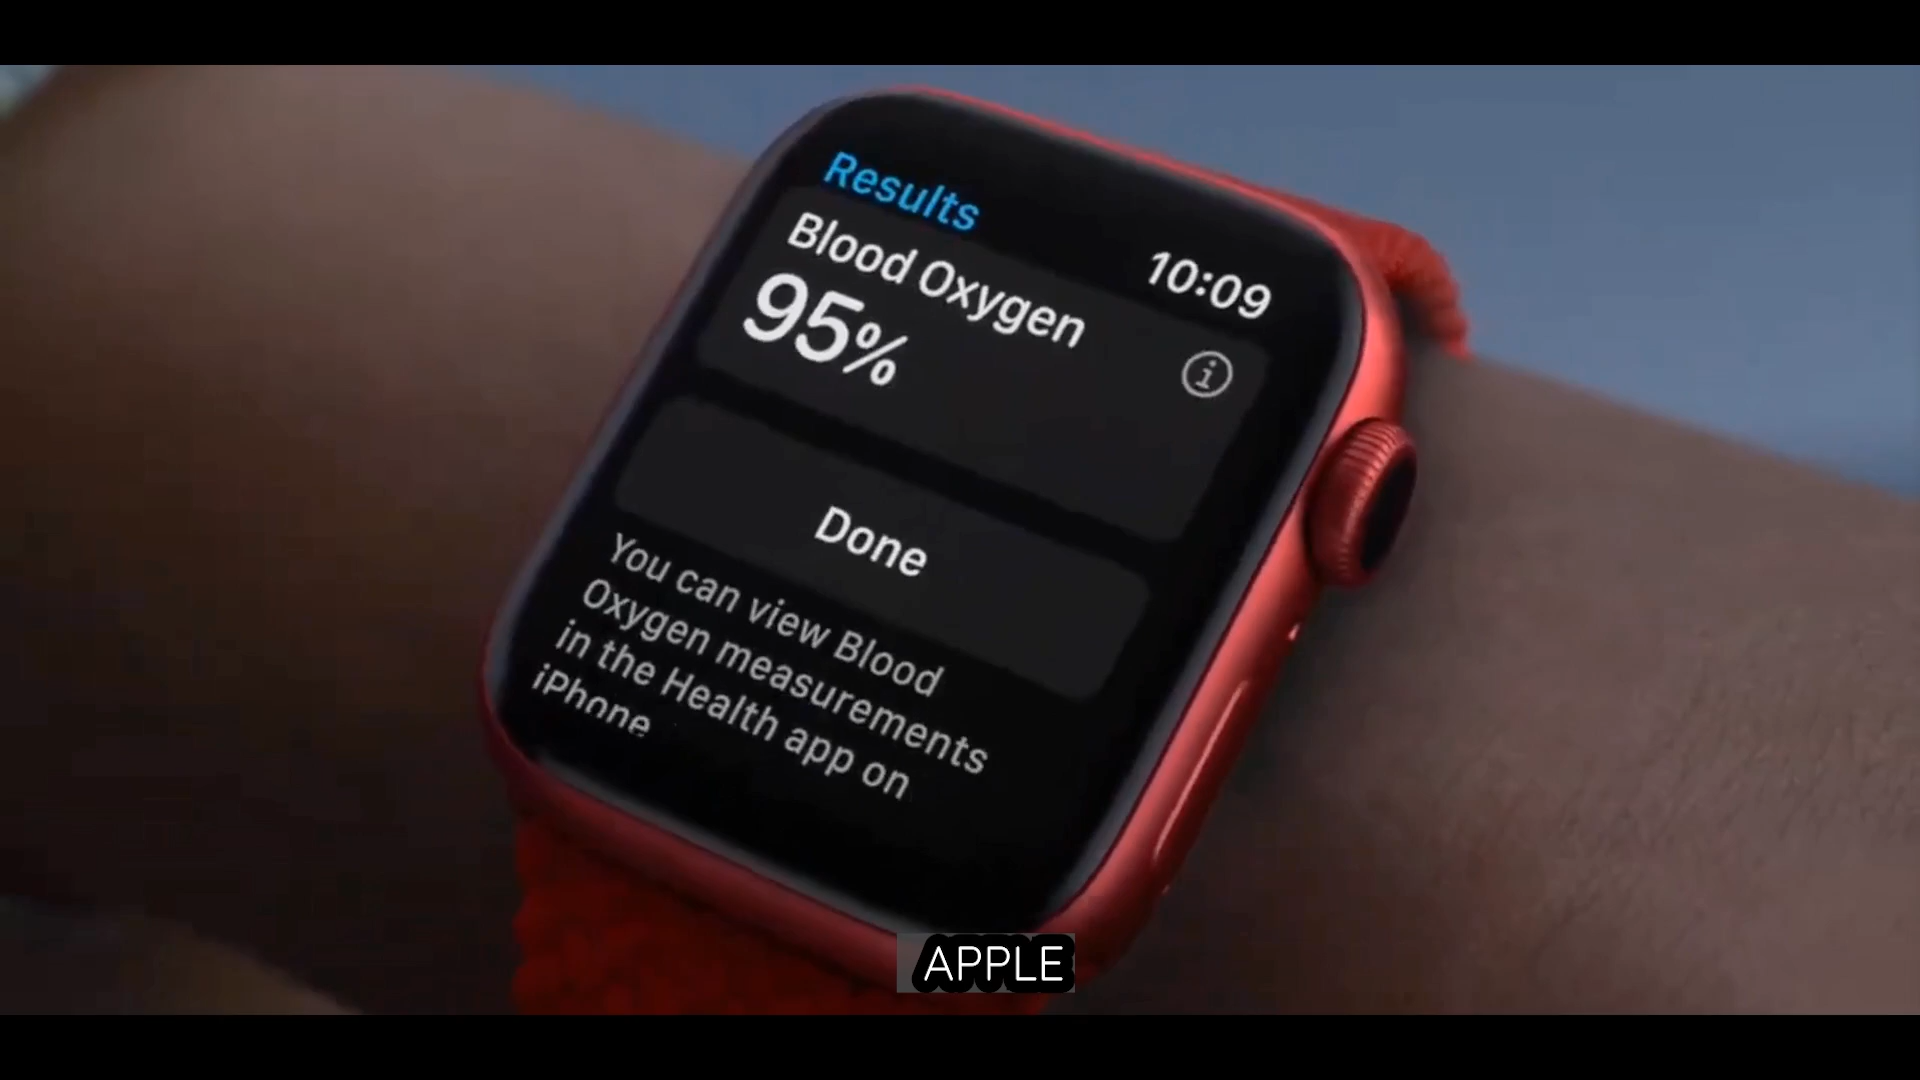 Results
10:09
Blood Oxygen
95%
Done
You can view Blood
Oxygen measurements
in the Health app on
iPhone
APPLE